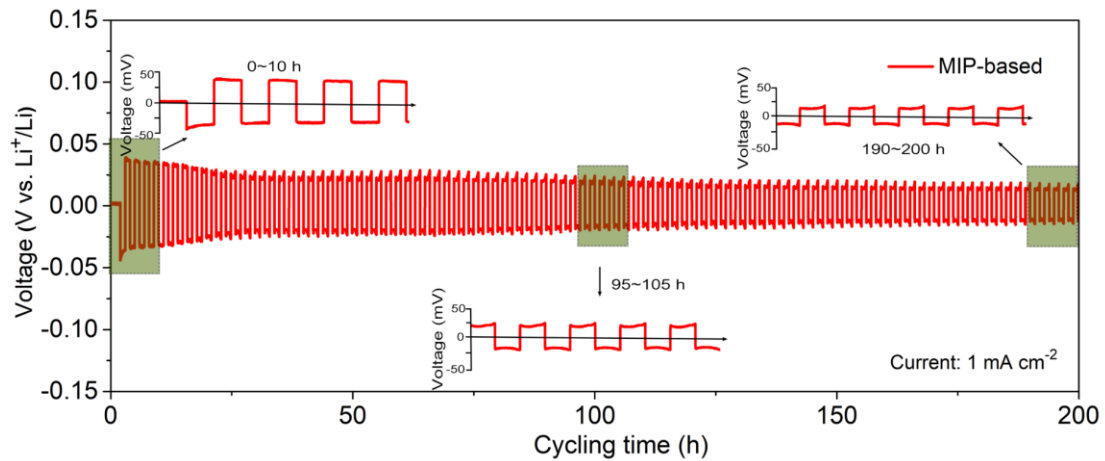 0.15
0.10
0.05
0.00
-0.05
-0.10
-0.15
Voltage (V vs. Li⁺/Li)
0
50
100
150
200
Cycling time (h)
MIP-based
Current: 1 mA cm⁻²
0~10 h
Voltage (mV)
50
0
-50
95~105 h
Voltage (mV)
50
0
-50
190~200 h
Voltage (mV)
50
0
-50